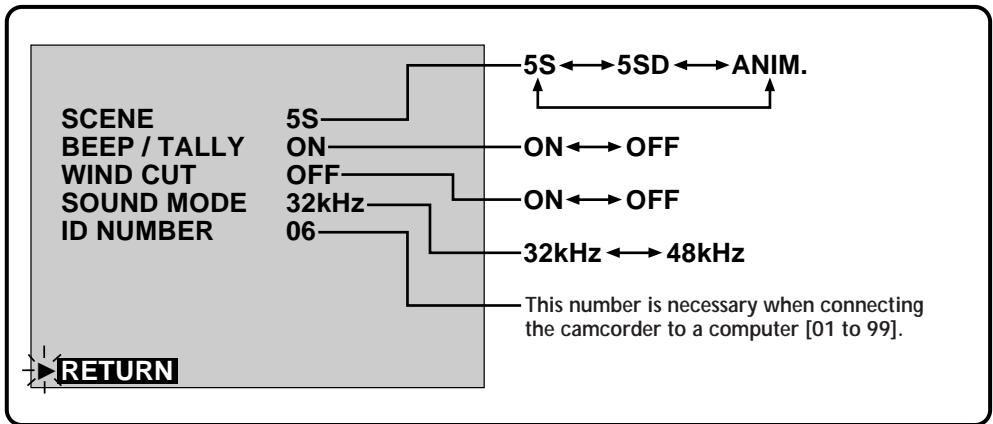 SCENE 5S
BEEP / TALLY ON
WIND CUT OFF
SOUND MODE 32kHz
ID NUMBER 06
RETURN
5S 5SD ANIM.
ON OFF
ON OFF
32kHz 48kHz
This number is necessary when connecting
the camcorder to a computer [01 to 99].